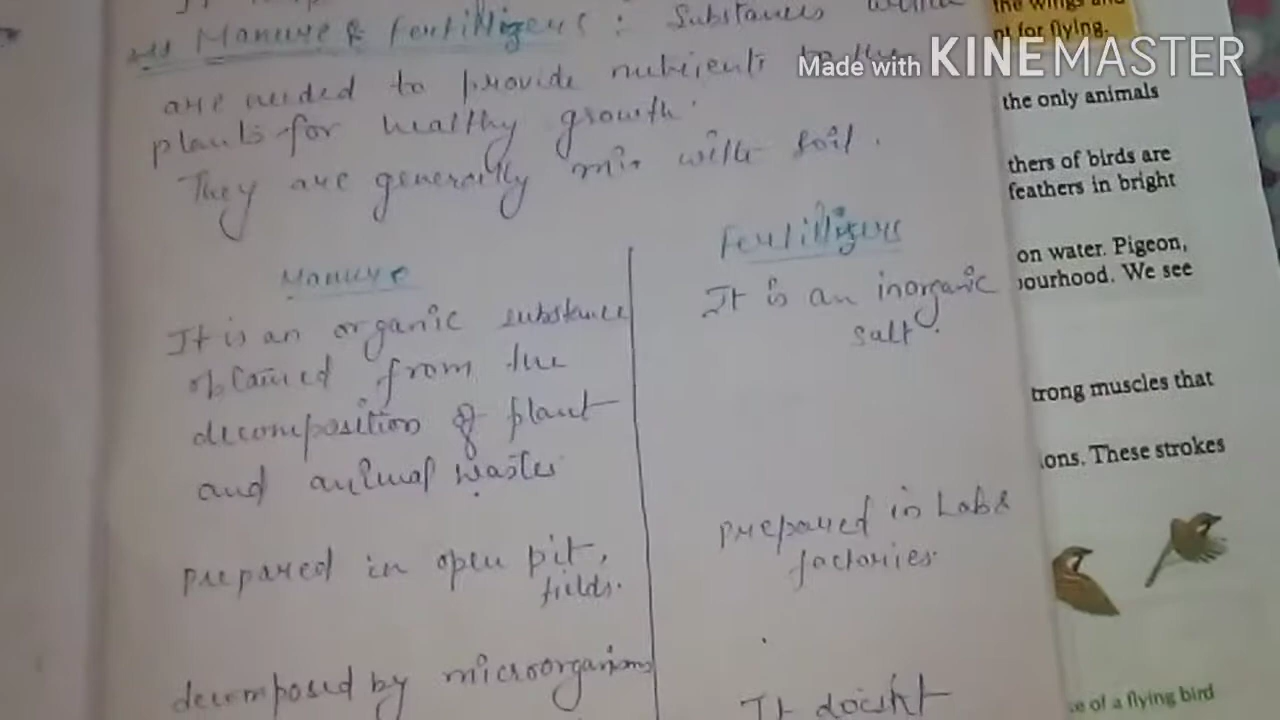 Manure & Fertilizers : Substances which
are needed to provide nutrients to the
plants for healthy growth.
They are generally mix with soil.
Manure
It is an organic substance
obtained from the
decomposition of plant
and animal wastes
prepared in open pit,
fields.
decomposed by microorganisms
Fertilizers
It is an inorganic
salt.
prepared in Lab &
factories.
It doesn't
Made with KINEMASTER
the wings and
nt for flying.
the only animals
thers of birds are
feathers in bright
on water. Pigeon,
ourhood. We see
trong muscles that
ions. These strokes
e of a flying bird